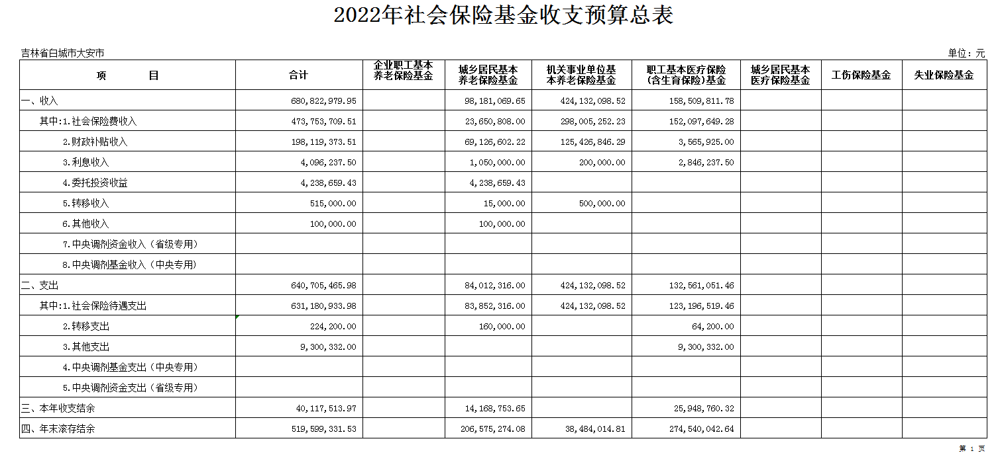 2022年社会保险基金收支预算总表
吉林省白城市大安市 单位：元
项 目 合计 企业职工基本养老保险基金 城乡居民基本养老保险基金 机关事业单位基本养老保险基金 职工基本医疗保险(含生育保险)基金 城乡居民基本医疗保险基金 工伤保险基金 失业保险基金
一、收入 680,822,979.95 98,181,069.65 424,132,098.52 158,509,811.78
其中:1.社会保险费收入 473,753,709.51 23,650,808.00 298,005,252.23 152,097,649.28
2.财政补贴收入 198,119,373.51 69,126,602.22 125,426,846.29 3,565,925.00
3.利息收入 4,096,237.50 1,050,000.00 200,000.00 2,846,237.50
4.委托投资收益 4,238,659.43 4,238,659.43
5.转移收入 515,000.00 15,000.00 500,000.00
6.其他收入 100,000.00 100,000.00
7.中央调剂资金收入（省级专用）
8.中央调剂基金收入（中央专用）
二、支出 640,705,465.98 84,012,316.00 424,132,098.52 132,561,051.46
其中:1.社会保险待遇支出 631,180,933.98 83,852,316.00 424,132,098.52 123,196,519.46
2.转移支出 224,200.00 160,000.00 64,200.00
3.其他支出 9,300,332.00 9,300,332.00
4.中央调剂基金支出（中央专用）
5.中央调剂资金支出（省级专用）
三、本年收支结余 40,117,513.97 14,168,753.65 25,948,760.32
四、年末滚存结余 519,599,331.53 206,575,274.08 38,484,014.81 274,540,042.64
第 1 页